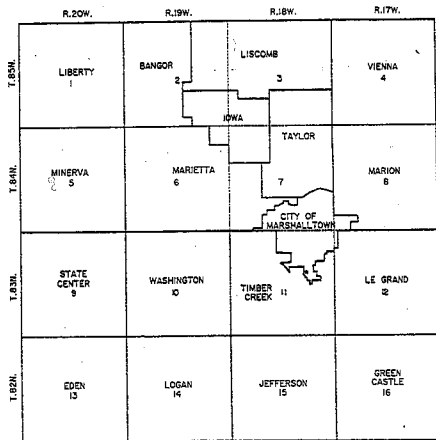 R.20W. R.19W. R.18W. R.17W.
T.85N.
LIBERTY
1
BANGOR
2
LISCOMB
3
VIENNA
4
IOWA
T.84N.
MINERVA
5
MARIETTA
6
TAYLOR
7
MARION
8
CITY OF
MARSHALLTOWN
T.83N.
STATE
CENTER
9
WASHINGTON
10
TIMBER
CREEK 11
LE GRAND
12
T.82N.
EDEN
13
LOGAN
14
JEFFERSON
15
GREEN
CASTLE
16